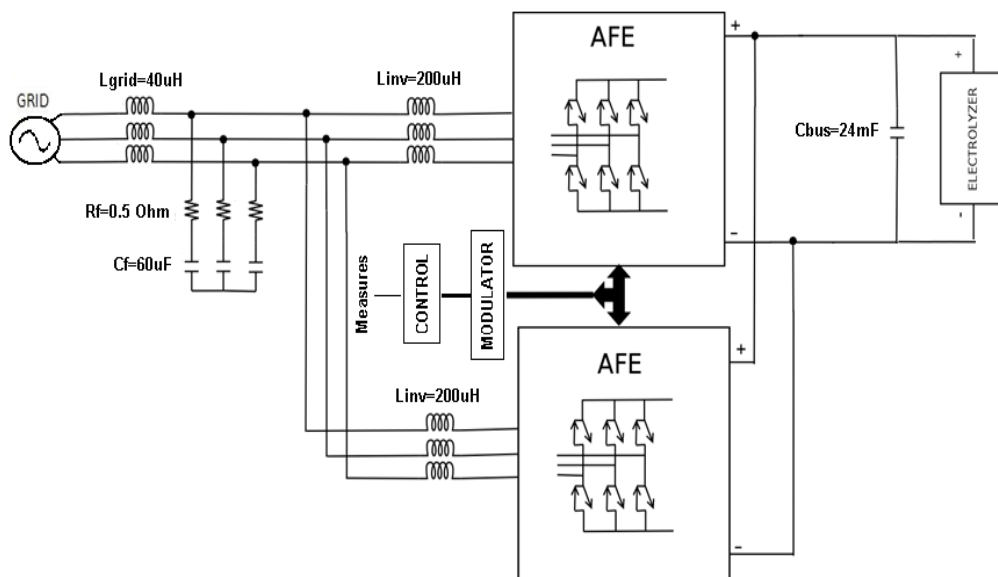 AFE
+
Lgrid=40uH
Linv=200uH
GRID
+
Cbus=24mF
ELECTROLYZER
Rf=0.5 Ohm
-
-
Cf=60uF
Measures
CONTROL
MODULATOR
+
AFE
Linv=200uH
-